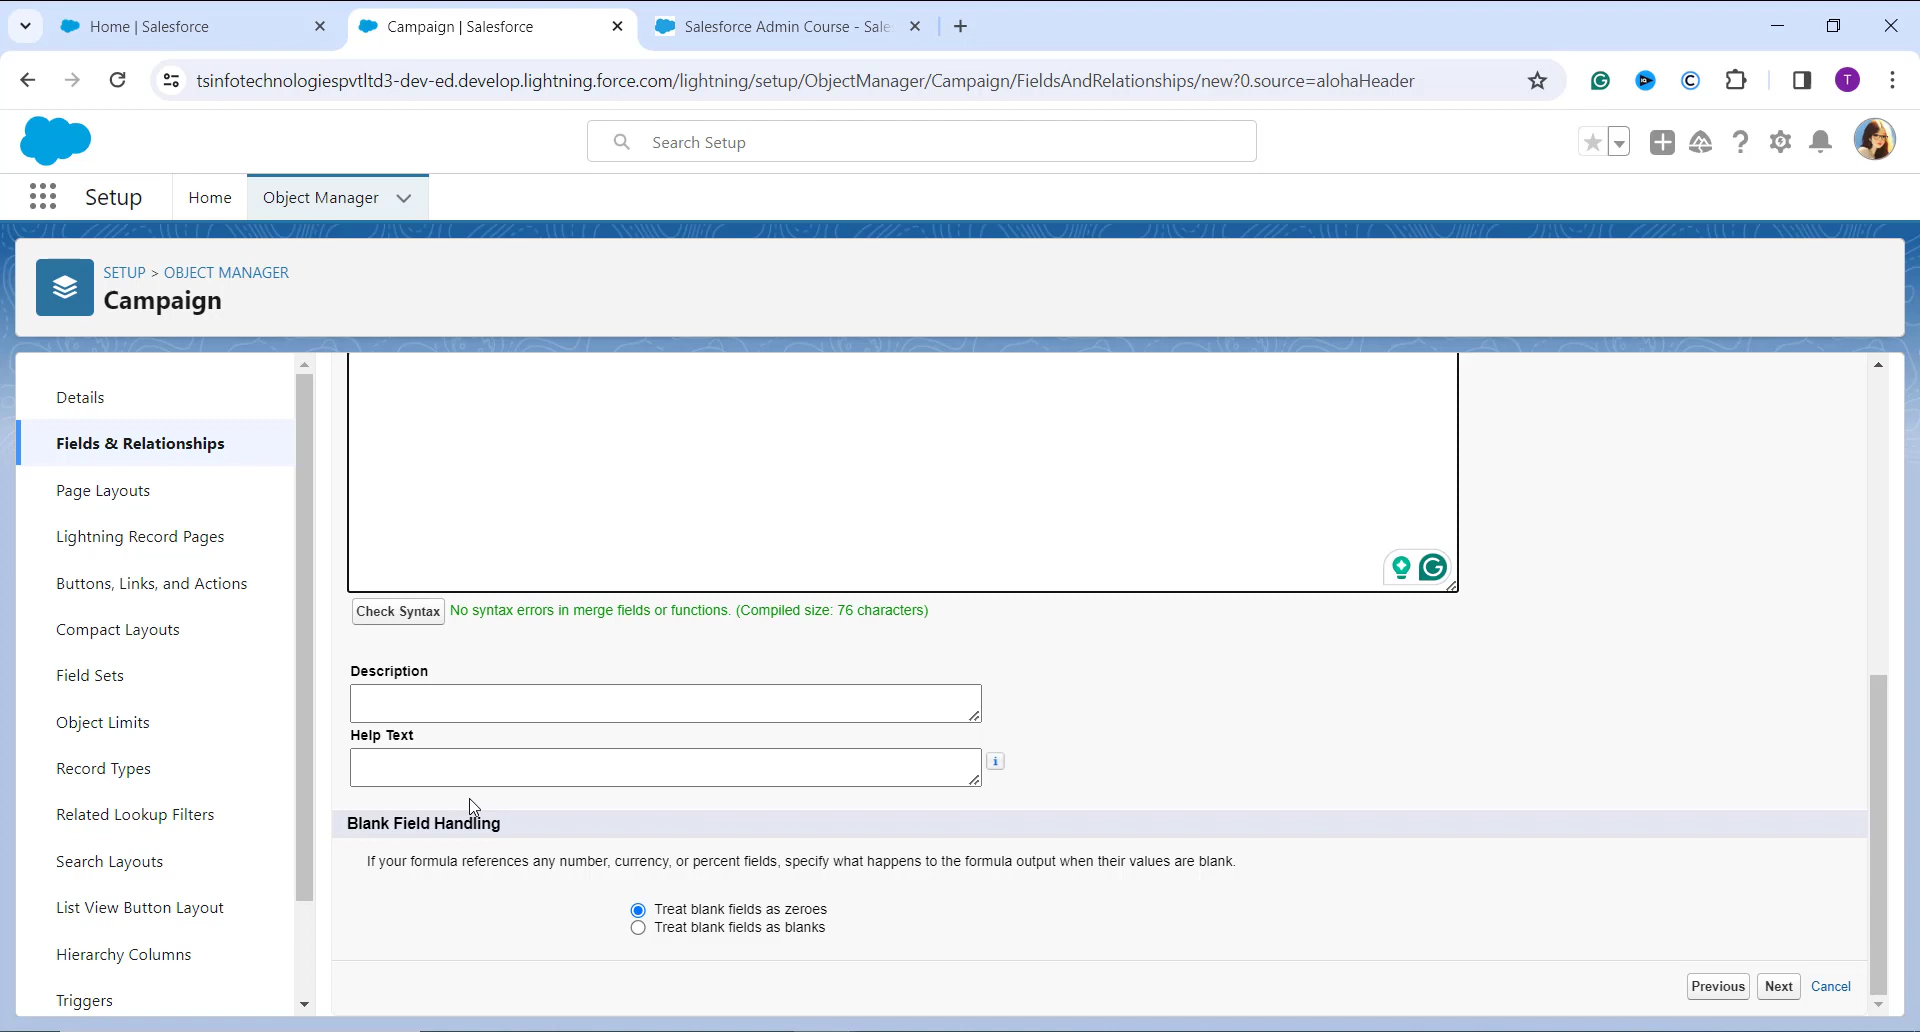 Home | Salesforce
Campaign | Salesforce
Salesforce Admin Course - Sale
tsinfotechnologiespvtltd3-dev-ed.develop.lightning.force.com/lightning/setup/ObjectManager/Campaign/FieldsAndRelationships/new?0.source=alohaHeader
T
Search Setup
Setup
Home
Object Manager
SETUP > OBJECT MANAGER
Campaign
Details
Fields & Relationships
Page Layouts
Lightning Record Pages
Buttons, Links, and Actions
Compact Layouts
Field Sets
Object Limits
Record Types
Related Lookup Filters
Search Layouts
List View Button Layout
Hierarchy Columns
Triggers
Check Syntax No syntax errors in merge fields or functions. (Compiled size: 76 characters)
Description
Help Text
i
Blank Field Handling
If your formula references any number, currency, or percent fields, specify what happens to the formula output when their values are blank.
Treat blank fields as zeroes
Treat blank fields as blanks
Previous Next Cancel